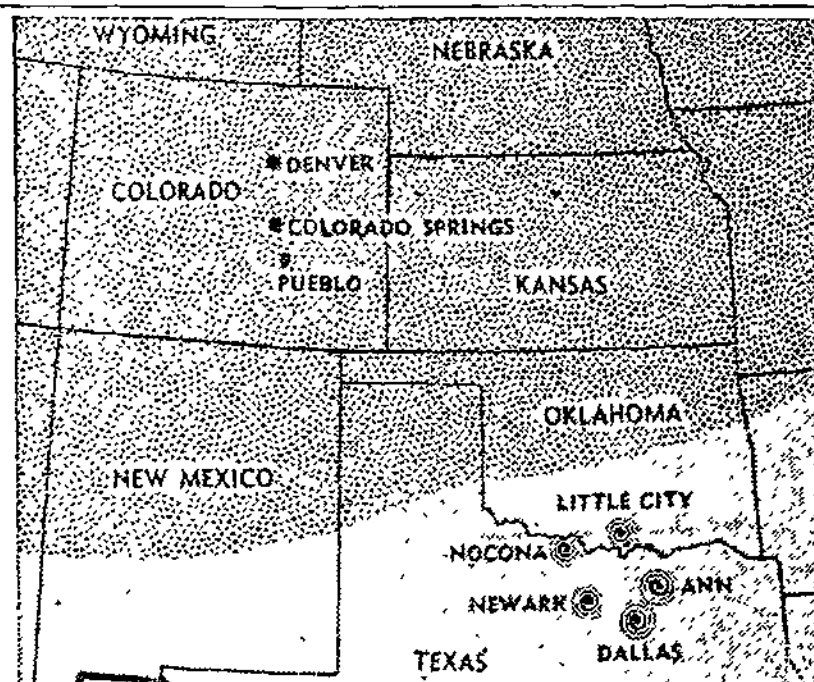 WYOMING
NEBRASKA
DENVER
COLORADO
COLORADO SPRINGS
PUEBLO
KANSAS
OKLAHOMA
NEW MEXICO
LITTLE CITY
NOCONA
ANN
NEWARK
DALLAS
TEXAS